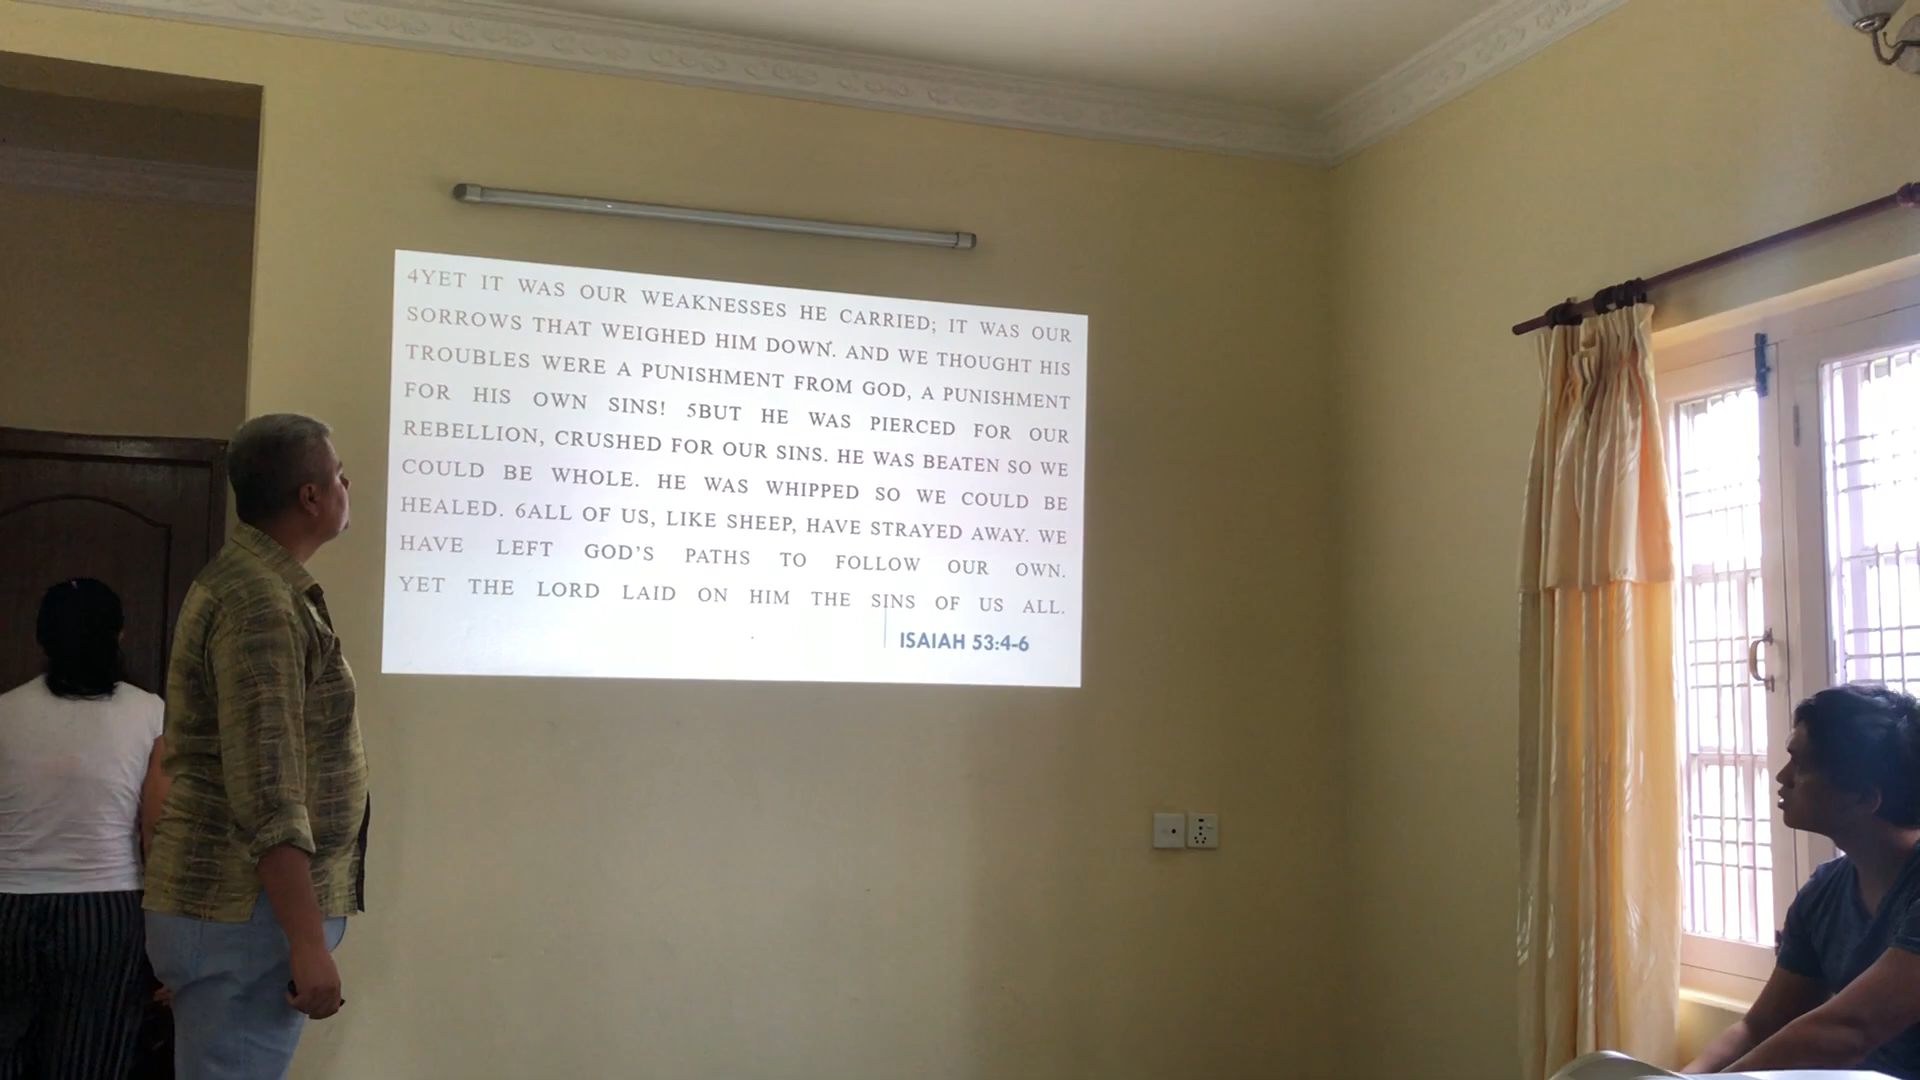 4YET IT WAS OUR WEAKNESSES HE CARRIED; IT WAS OUR
SORROWS THAT WEIGHED HIM DOWN. AND WE THOUGHT HIS
TROUBLES WERE A PUNISHMENT FROM GOD, A PUNISHMENT
FOR HIS OWN SINS! 5BUT HE WAS PIERCED FOR OUR
REBELLION, CRUSHED FOR OUR SINS. HE WAS BEATEN SO WE
COULD BE WHOLE. HE WAS WHIPPED SO WE COULD BE
HEALED. 6ALL OF US, LIKE SHEEP, HAVE STRAYED AWAY. WE
HAVE LEFT GOD'S PATHS TO FOLLOW OUR OWN.
YET THE LORD LAID ON HIM THE SINS OF US ALL.
ISAIAH 53:4-6